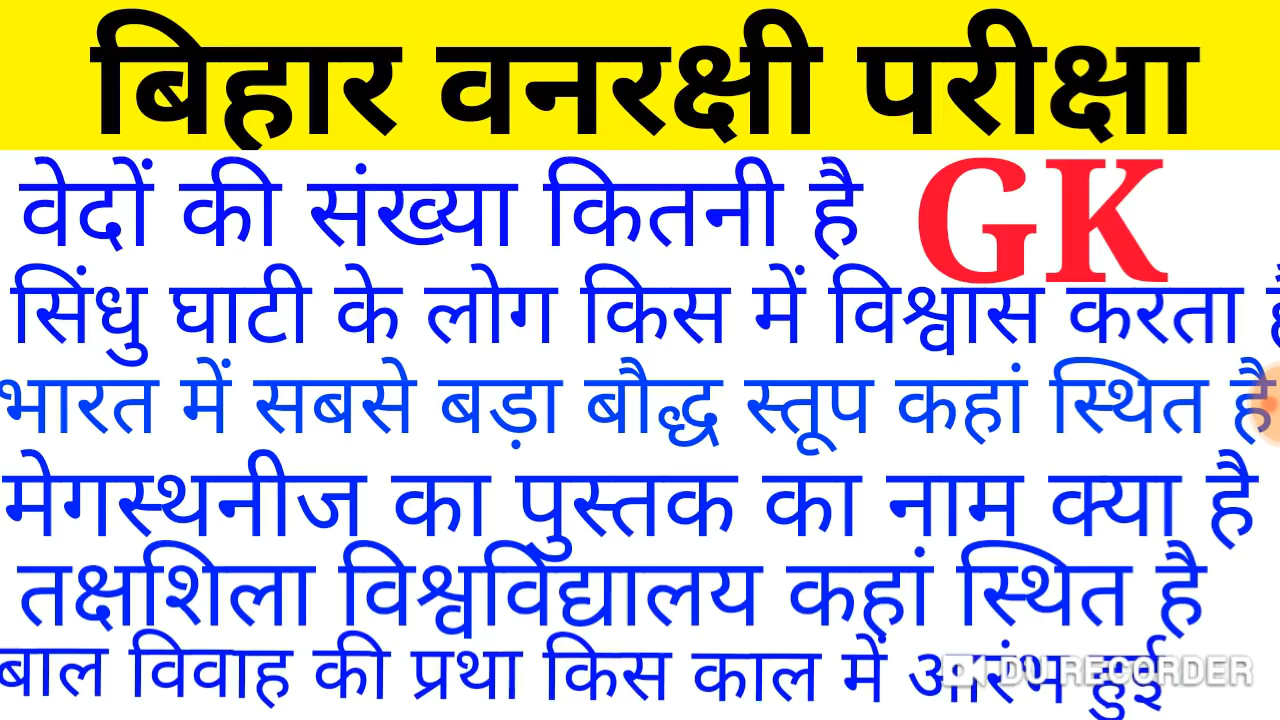 बिहार वनरक्षी परीक्षा
वेदों की संख्या कितनी है GK
सिंधु घाटी के लोग किस में विश्वास करता
भारत में सबसे बड़ा बौद्ध स्तूप कहां स्थित है
मेगस्थनीज का पुस्तक का नाम क्या है
तक्षशिला विश्वविद्यालय कहां स्थित है
बाल विवाह की प्रथा किस काल में आरंभ हुई
DU RECORDER